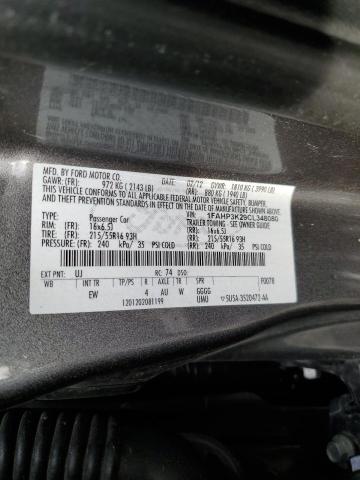 MFD. BY FORD MOTOR CO.
GAWR: (FR): 972 KG ( 2143 LB) 02/12 GVWR: 1810 KG ( 3990 LB)
(RR): 880 KG ( 1940 LB)
THIS VEHICLE CONFORMS TO ALL APPLICABLE FEDERAL MOTOR VEHICLE SAFETY, BUMPER,
AND THEFT PREVENTION STANDARDS IN EFFECT ON THE DATE OF MANUFACTURE SHOWN ABOVE.
VIN: 1FAHP3K29CL348080
TYPE: Passenger Car TRAILER TOWING - SEE OWNER GUIDE
RIM: (FR): 16x6.5J (RR): 16x6.5J
TIRE: (FR): 215/55R16 93H (RR): 215/55R16 93H
PRESSURE: (FR): 240 kPa/ 35 PSI COLD (RR): 240 kPa/ 35 PSI COLD
EXT PNT: UJ RC: 74 DSO:
WB INT TR TP/PS R AXLE TR SPR F0078
EW 4 AU W GGGG
1201202081199 UMU 5U5A-3520472-AA